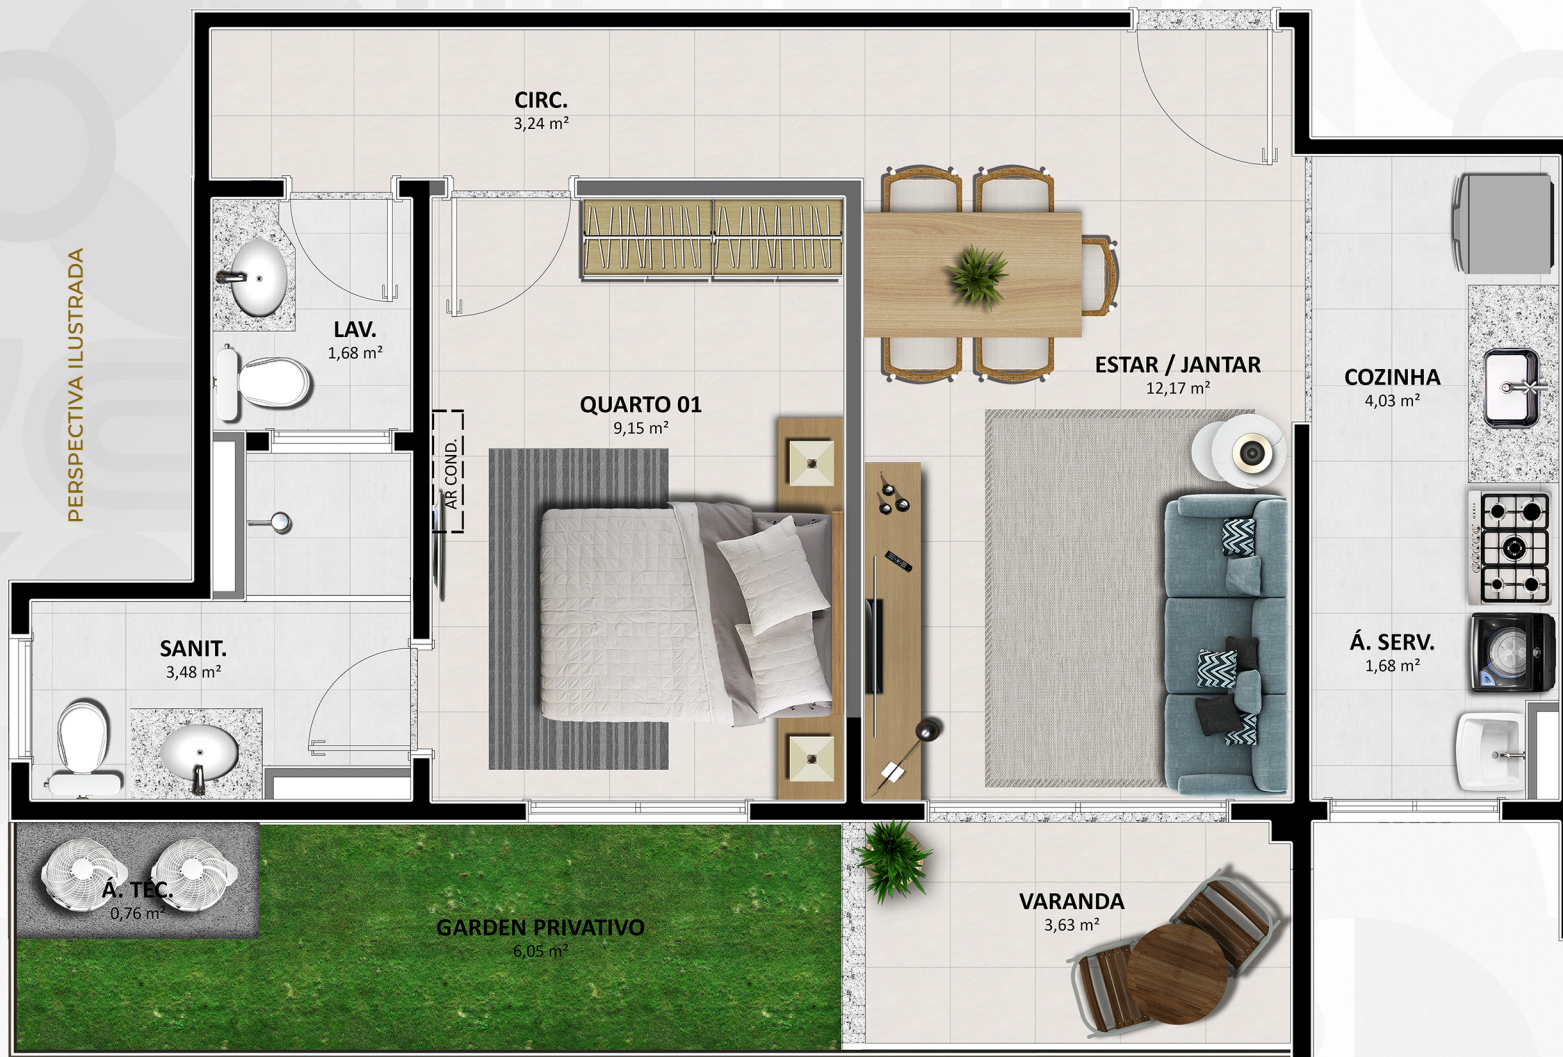 PERSPECTIVA ILUSTRADA
CIRC.
3,24 m²
LAV.
1,68 m²
QUARTO 01
9,15 m²
AR COND.
ESTAR / JANTAR
12,17 m²
COZINHA
4,03 m²
SANIT.
3,48 m²
Á. SERV.
1,68 m²
Á. TÉC.
0,76 m²
GARDEN PRIVATIVO
6,05 m²
VARANDA
3,63 m²